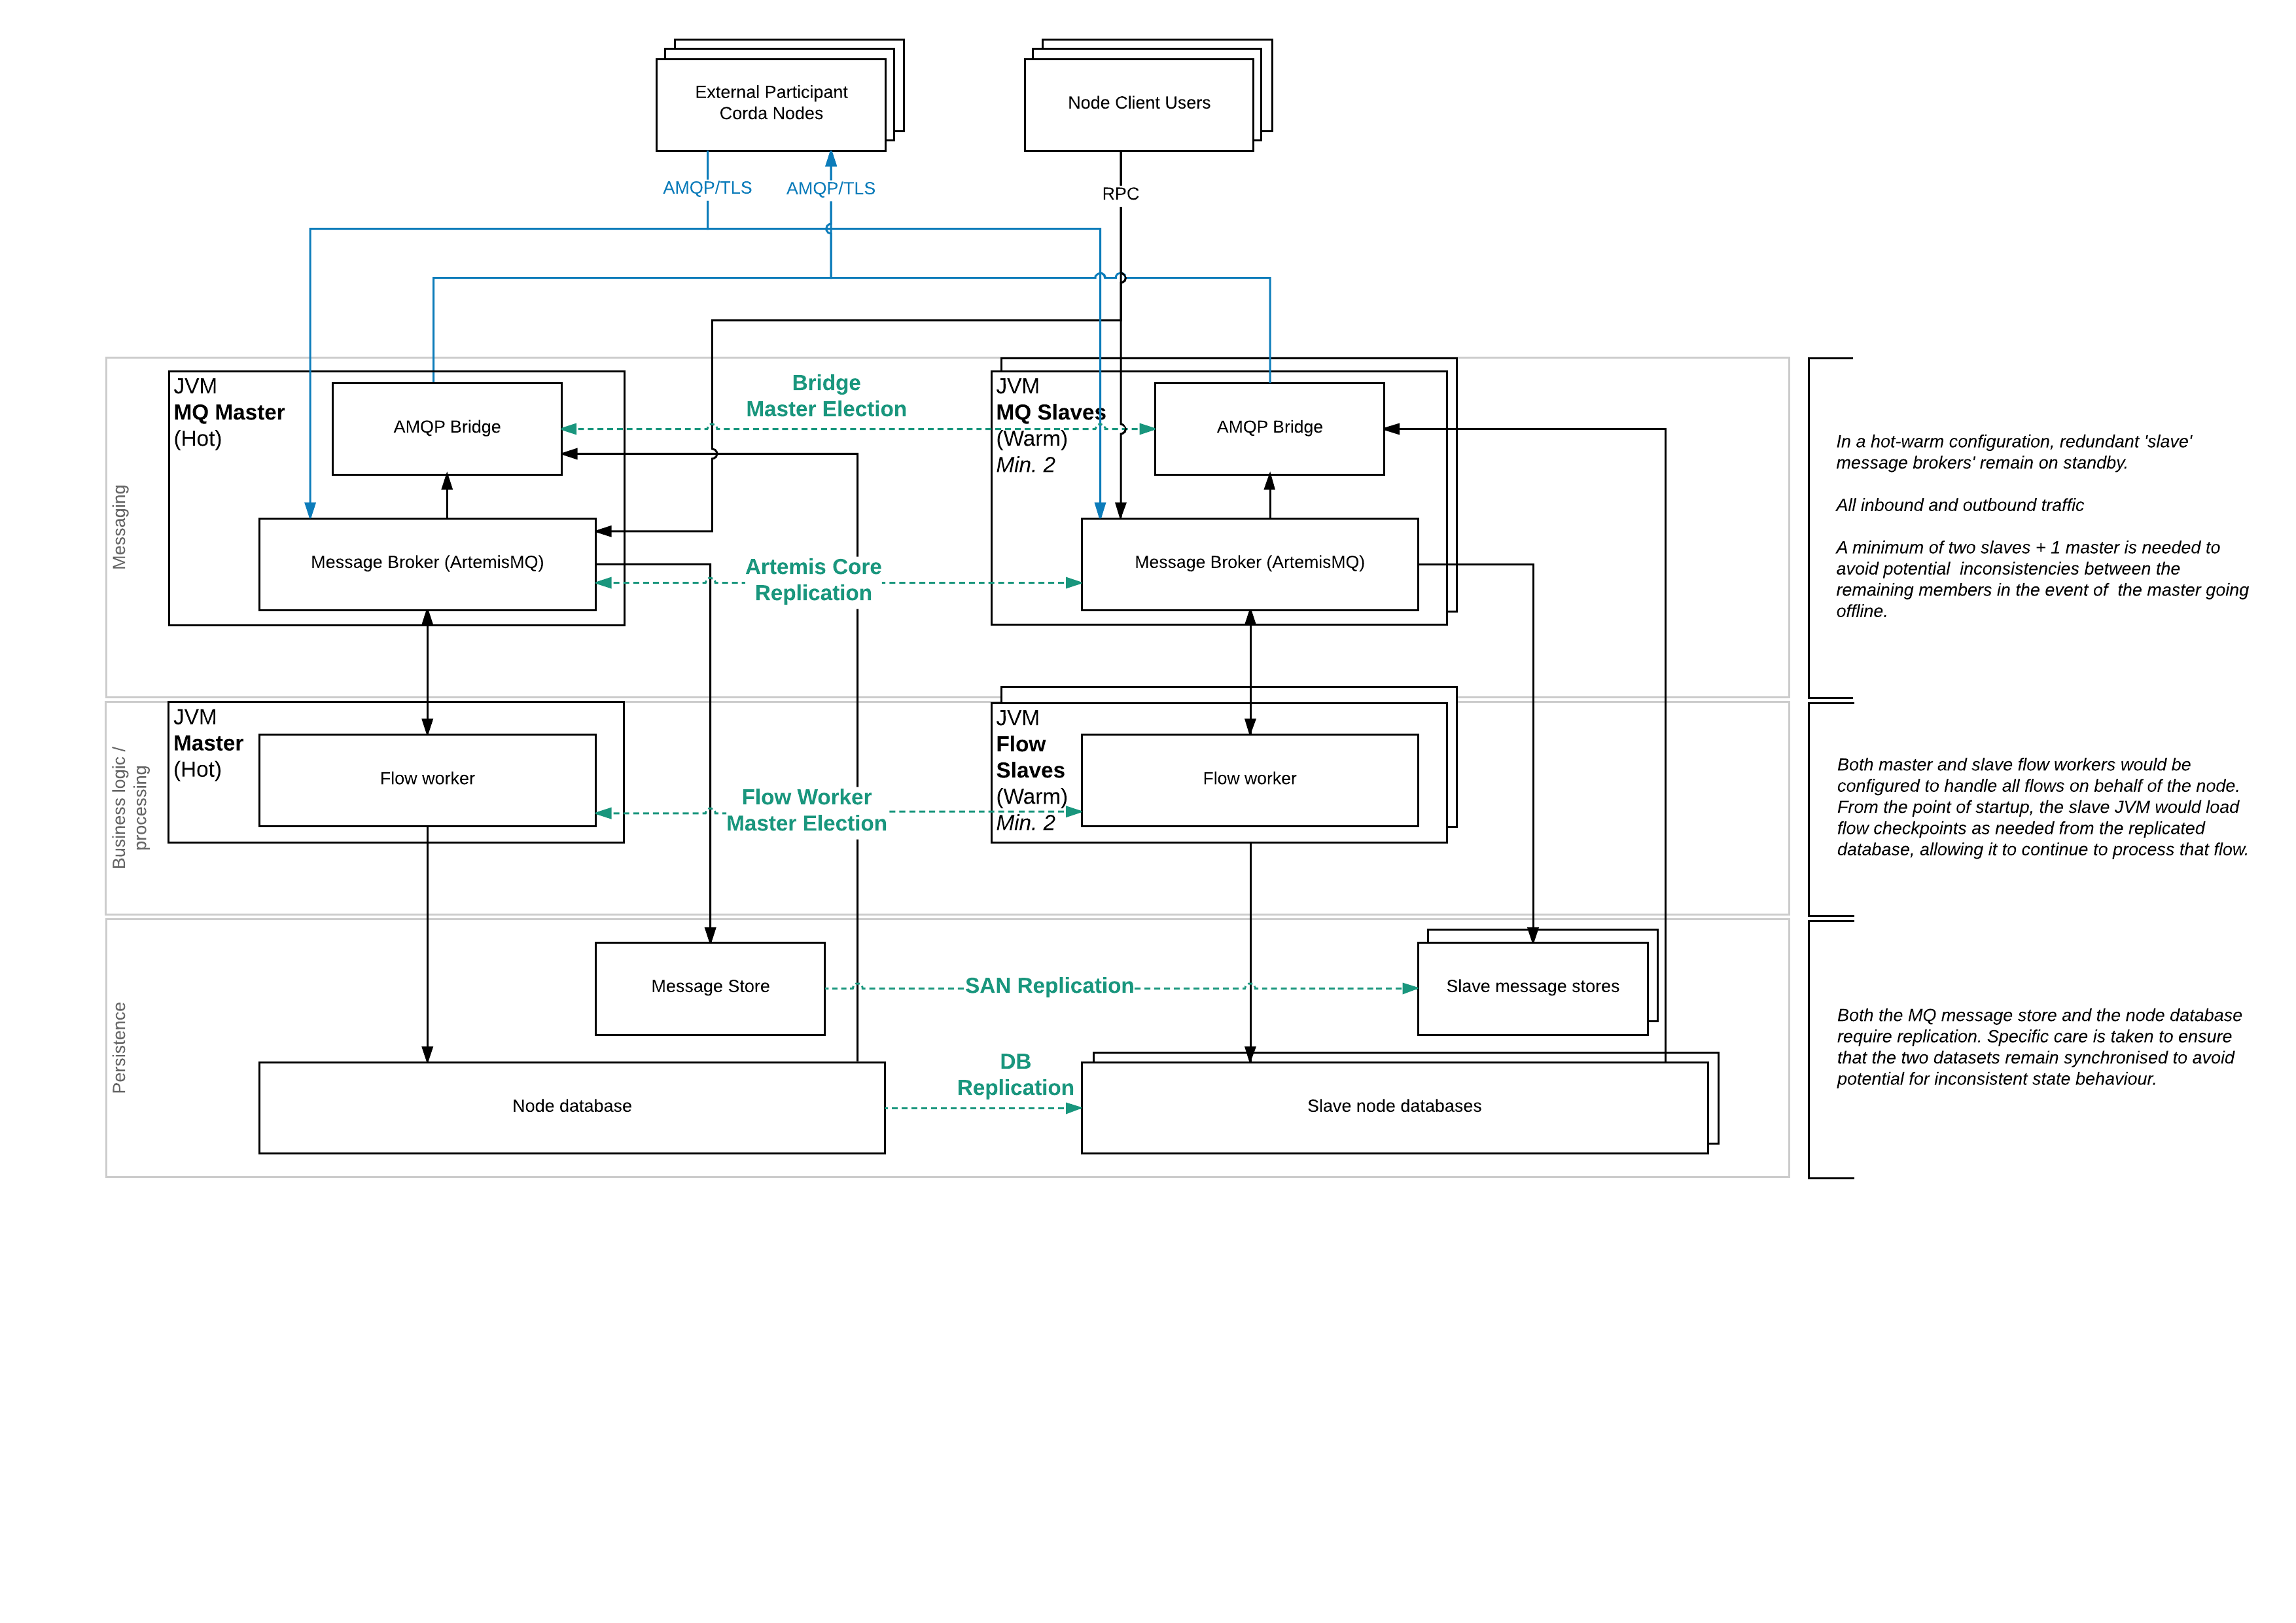 External Participant
Corda Nodes
Node Client Users
AMQP/TLS
AMQP/TLS
RPC
Messaging
JVM
MQ Master
(Hot)
AMQP Bridge
Message Broker (ArtemisMQ)
Bridge
Master Election
Artemis Core
Replication
JVM
MQ Slaves
(Warm)
Min. 2
AMQP Bridge
Message Broker (ArtemisMQ)
In a hot-warm configuration, redundant 'slave'
message brokers' remain on standby.
All inbound and outbound traffic
A minimum of two slaves + 1 master is needed to
avoid potential  inconsistencies between the
remaining members in the event of  the master going
offline.
Business logic /
processing
JVM
Master
(Hot)
Flow worker
Flow Worker
Master Election
JVM
Flow
Slaves
(Warm)
Min. 2
Flow worker
Both master and slave flow workers would be
configured to handle all flows on behalf of the node.
From the point of startup, the slave JVM would load
flow checkpoints as needed from the replicated
database, allowing it to continue to process that flow.
Persistence
Message Store
SAN Replication
Slave message stores
Node database
DB
Replication
Slave node databases
Both the MQ message store and the node database
require replication. Specific care is taken to ensure
that the two datasets remain synchronised to avoid
potential for inconsistent state behaviour.